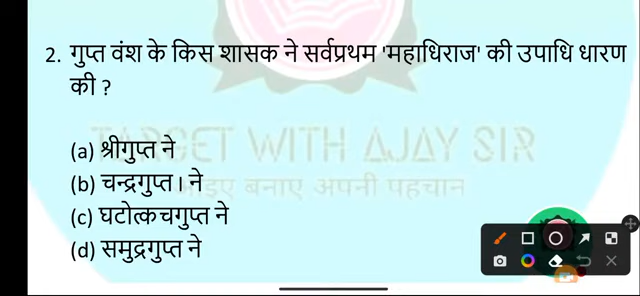 2. गुप्त वंश के किस शासक ने सर्वप्रथम 'महाधिराज' की उपाधि धारण
की ?
TARGET WITH AJAY SIR
आइए बनाए अपनी पहचान
(a) श्रीगुप्त ने
(b) चन्द्रगुप्त I ने
(c) घटोत्कचगुप्त ने
(d) समुद्रगुप्त ने